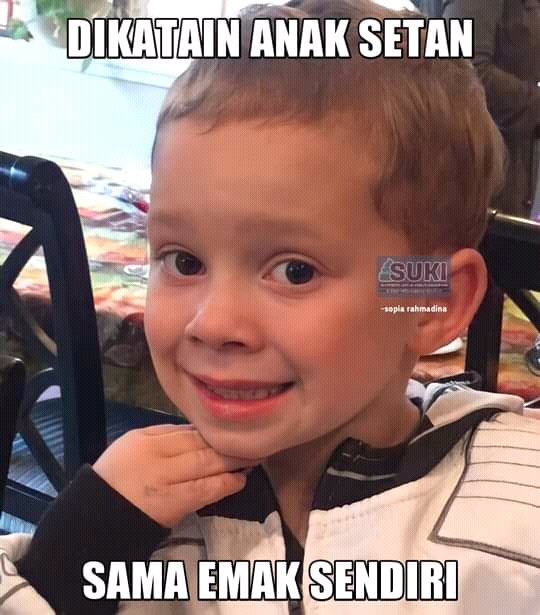 DIKATAIN ANAK SETAN
SUKI
-sopia rahmadina
SAMA EMAK SENDIRI